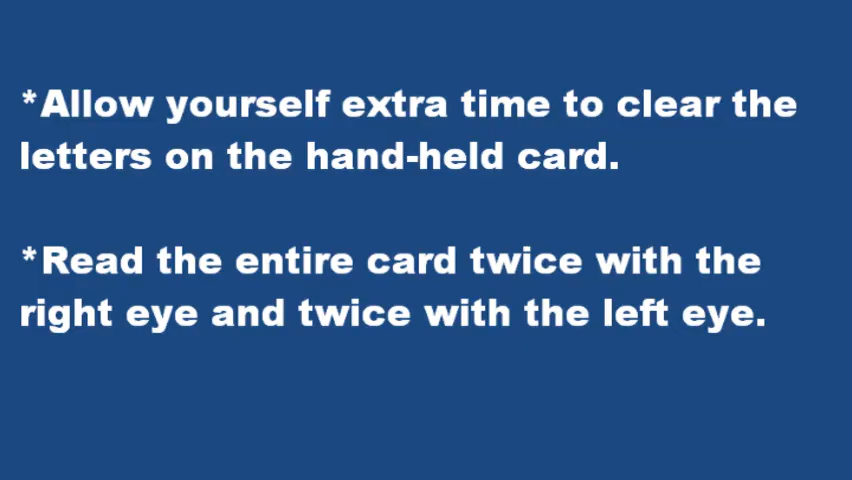 *Allow yourself extra time to clear the
letters on the hand-held card.
*Read the entire card twice with the
right eye and twice with the left eye.